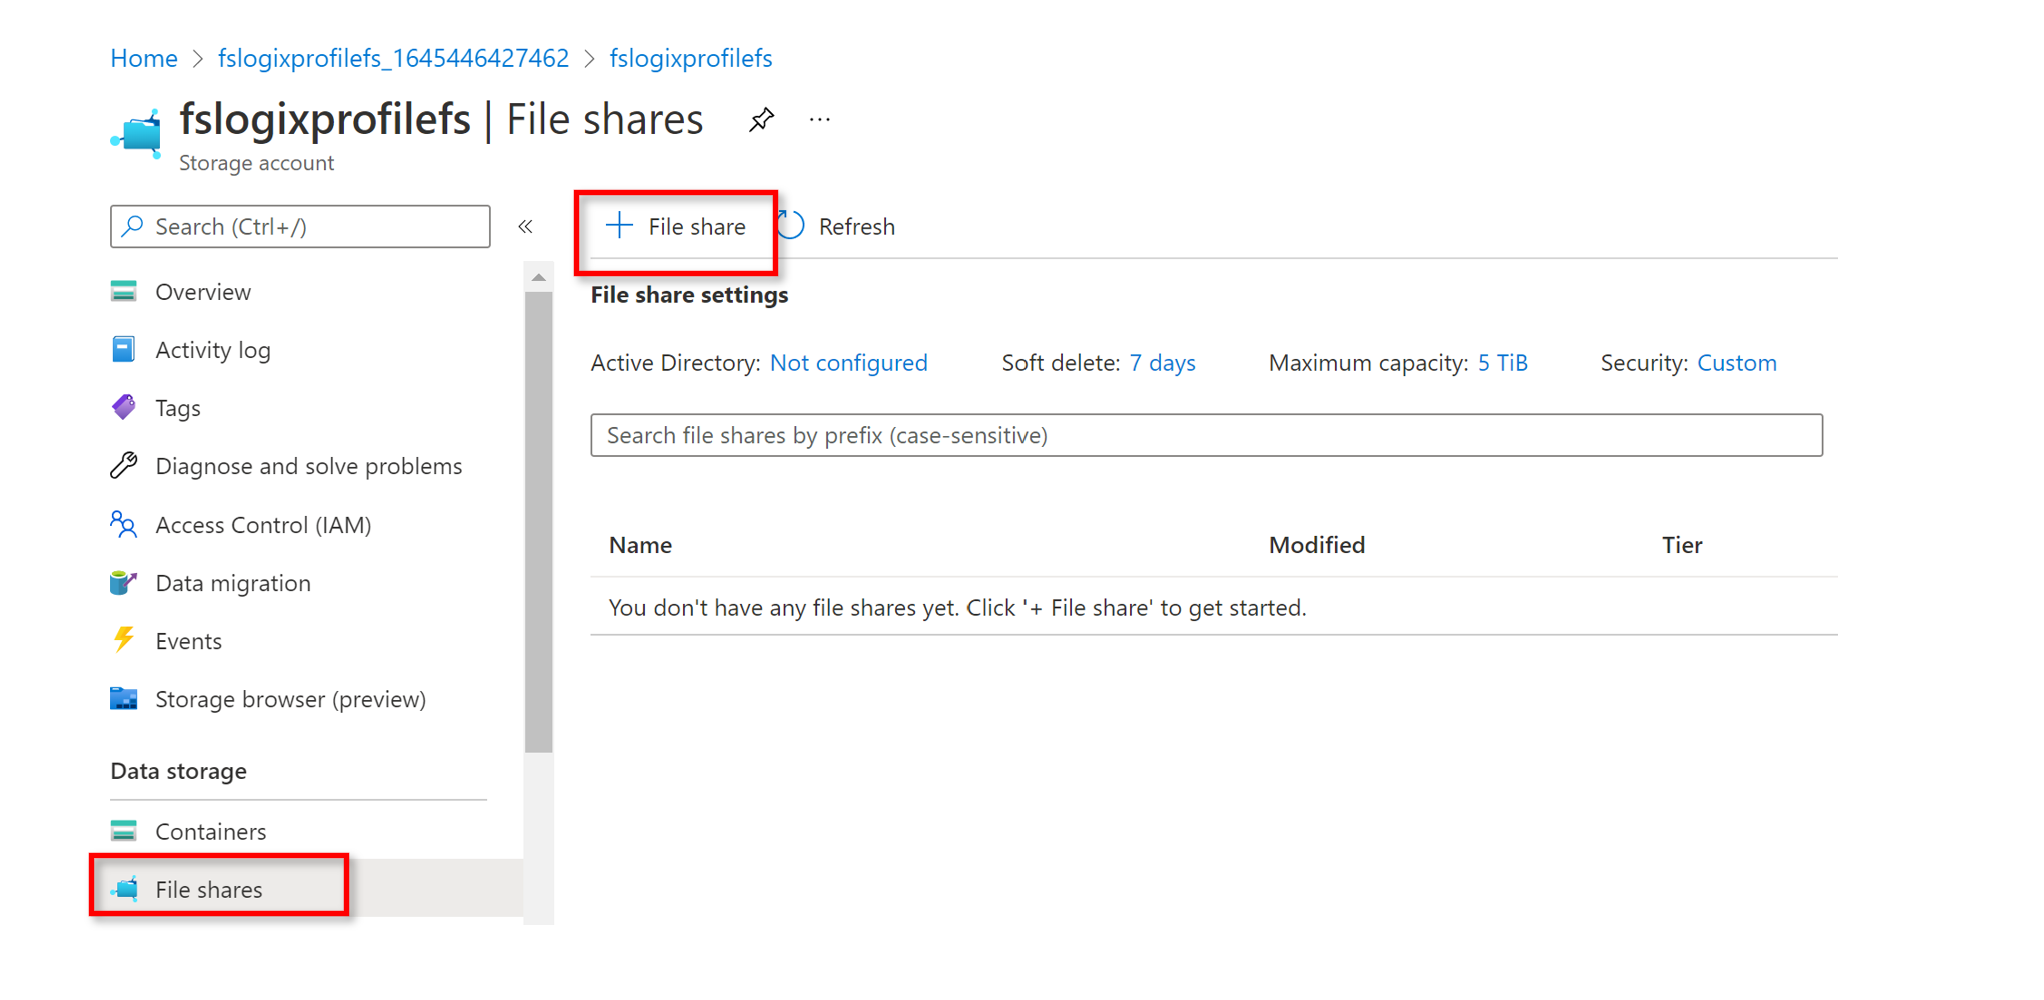 Home > fslogixprofilefs_1645446427462 > fslogixprofilefs
fslogixprofilefs | File shares ...
Storage account
Search (Ctrl+/)
«
Overview
Activity log
Tags
Diagnose and solve problems
Access Control (IAM)
Data migration
Events
Storage browser (preview)
Data storage
Containers
File shares
+ File share Refresh
File share settings
Active Directory: Not configured Soft delete: 7 days Maximum capacity: 5 TiB Security: Custom
Search file shares by prefix (case-sensitive)
Name Modified Tier
You don't have any file shares yet. Click '+ File share' to get started.